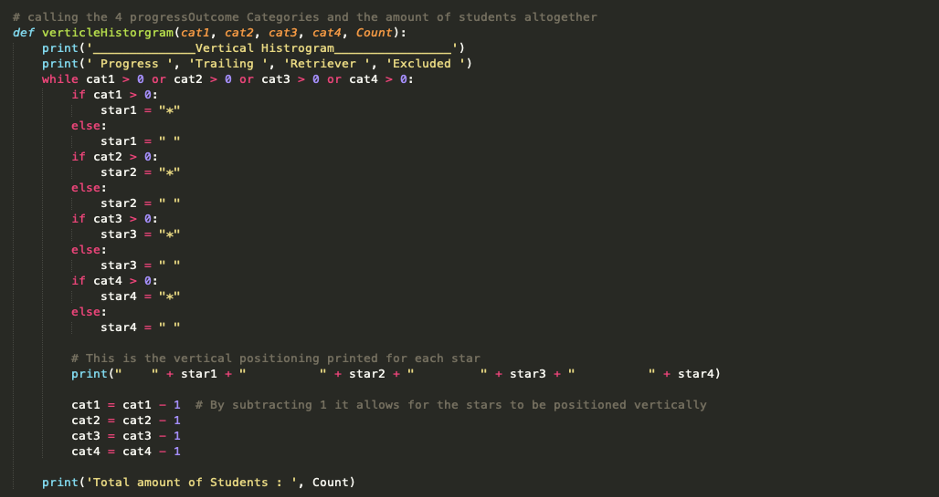 # calling the 4 progressOutcome Categories and the amount of students altogether
def verticleHistorgram(cat1, cat2, cat3, cat4, Count):
    print('______________Vertical Histrogram________________')
    print(' Progress ', 'Trailing ', 'Retriever ', 'Excluded ')
    while cat1 > 0 or cat2 > 0 or cat3 > 0 or cat4 > 0:
        if cat1 > 0:
            star1 = "*"
        else:
            star1 = " "
        if cat2 > 0:
            star2 = "*"
        else:
            star2 = " "
        if cat3 > 0:
            star3 = "*"
        else:
            star3 = " "
        if cat4 > 0:
            star4 = "*"
        else:
            star4 = " "
        # This is the vertical positioning printed for each star
        print("    " + star1 + "          " + star2 + "         " + star3 + "          " + star4)
        cat1 = cat1 - 1  # By subtracting 1 it allows for the stars to be positioned vertically
        cat2 = cat2 - 1
        cat3 = cat3 - 1
        cat4 = cat4 - 1
    print('Total amount of Students : ', Count)